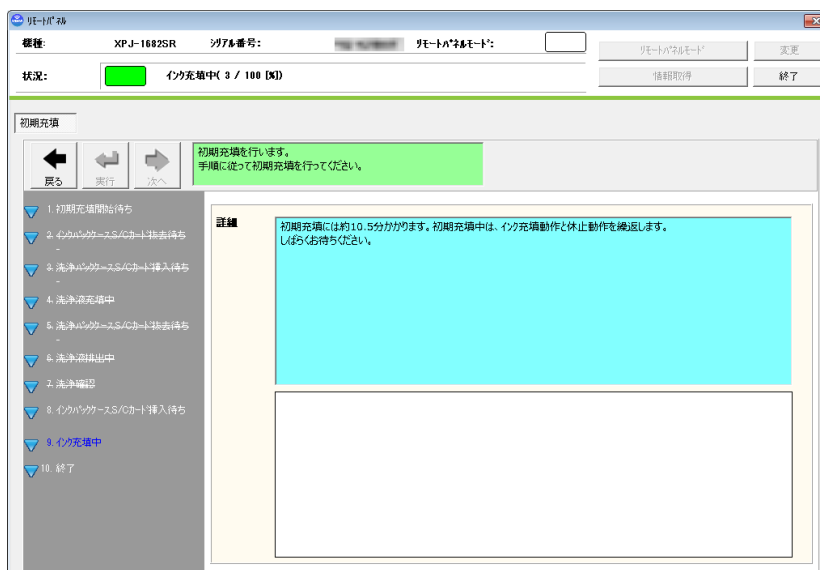 ﾘﾓｰﾄﾊﾟﾈﾙ
機種: XPJ-1682SR ｼﾘｱﾙ番号: ﾘﾓｰﾄﾊﾟﾈﾙﾓｰﾄﾞ:
ﾘﾓｰﾄﾊﾟﾈﾙﾓｰﾄﾞ 変更
状況: ｲﾝｸ充填中( 3 / 100 [%])
情報取得 終了
初期充填
戻る 実行 次へ
初期充填を行います。
手順に従って初期充填を行ってください。
1. 初期充填開始待ち
2. ｲﾝｸﾊﾟｯｸｹｰｽ,S/Cｶｰﾄﾞ抜去待ち
-
3. 洗浄ﾊﾟｯｸｹｰｽ,S/Cｶｰﾄﾞ挿入待ち
-
4. 洗浄液充填中
5. 洗浄ﾊﾟｯｸｹｰｽ,S/Cｶｰﾄﾞ抜去待ち
-
6. 洗浄液排出中
7. 洗浄確認
8. ｲﾝｸﾊﾟｯｸｹｰｽ,S/Cｶｰﾄﾞ挿入待ち
9. ｲﾝｸ充填中
10. 終了
詳細
初期充填には約10.5分かかります。初期充填中は、ｲﾝｸ充填動作と休止動作を繰返します。
しばらくお待ちください。